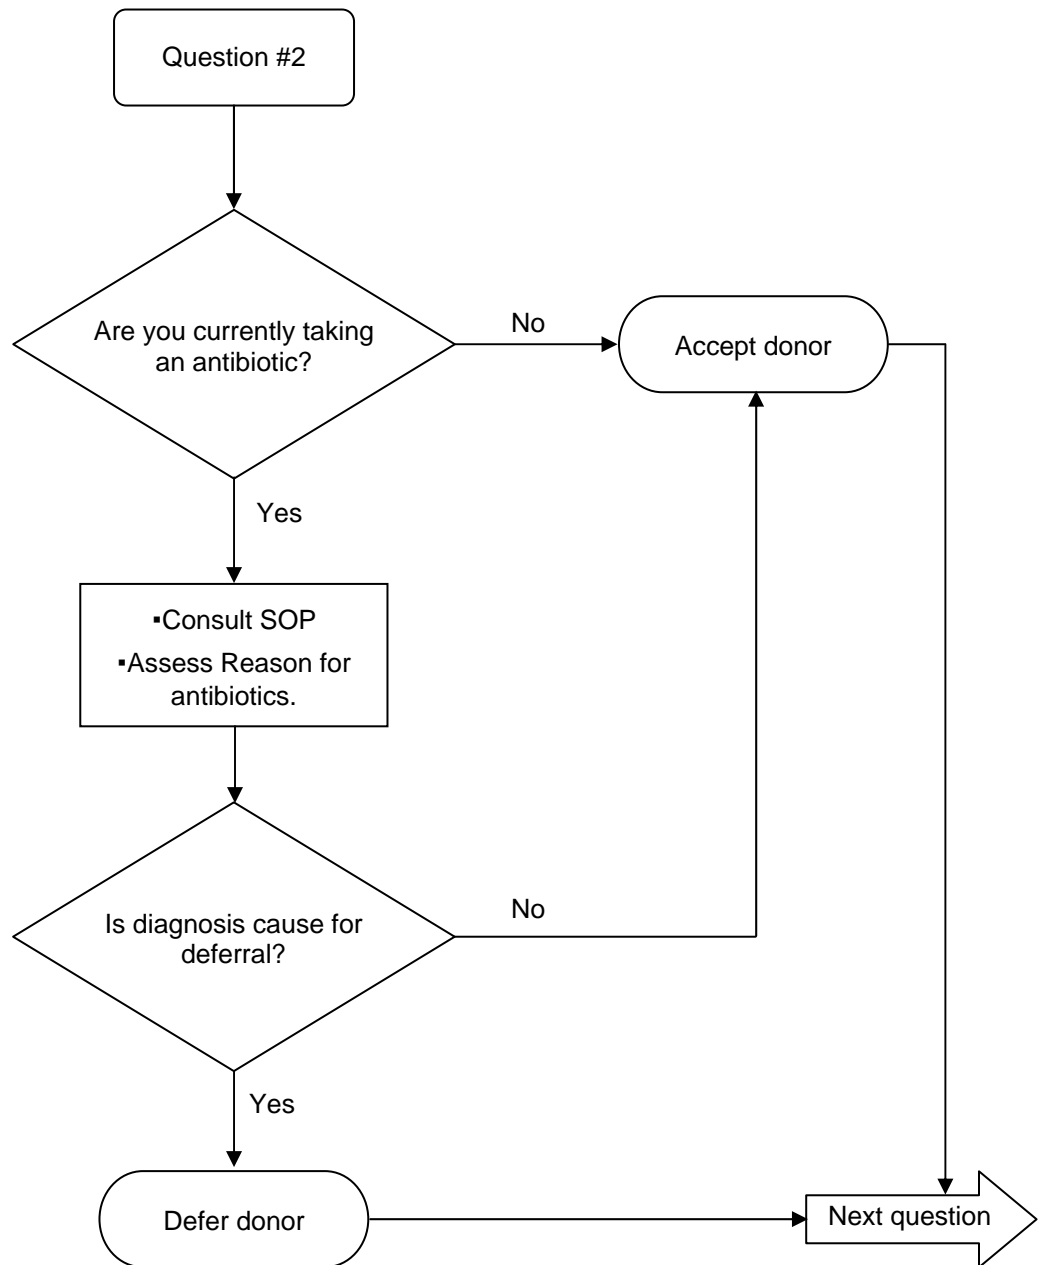 Question #2
Are you currently taking
an antibiotic?
No
Accept donor
Yes
▪Consult SOP
▪Assess Reason for
antibiotics.
Is diagnosis cause for
deferral?
No
Yes
Defer donor
Next question